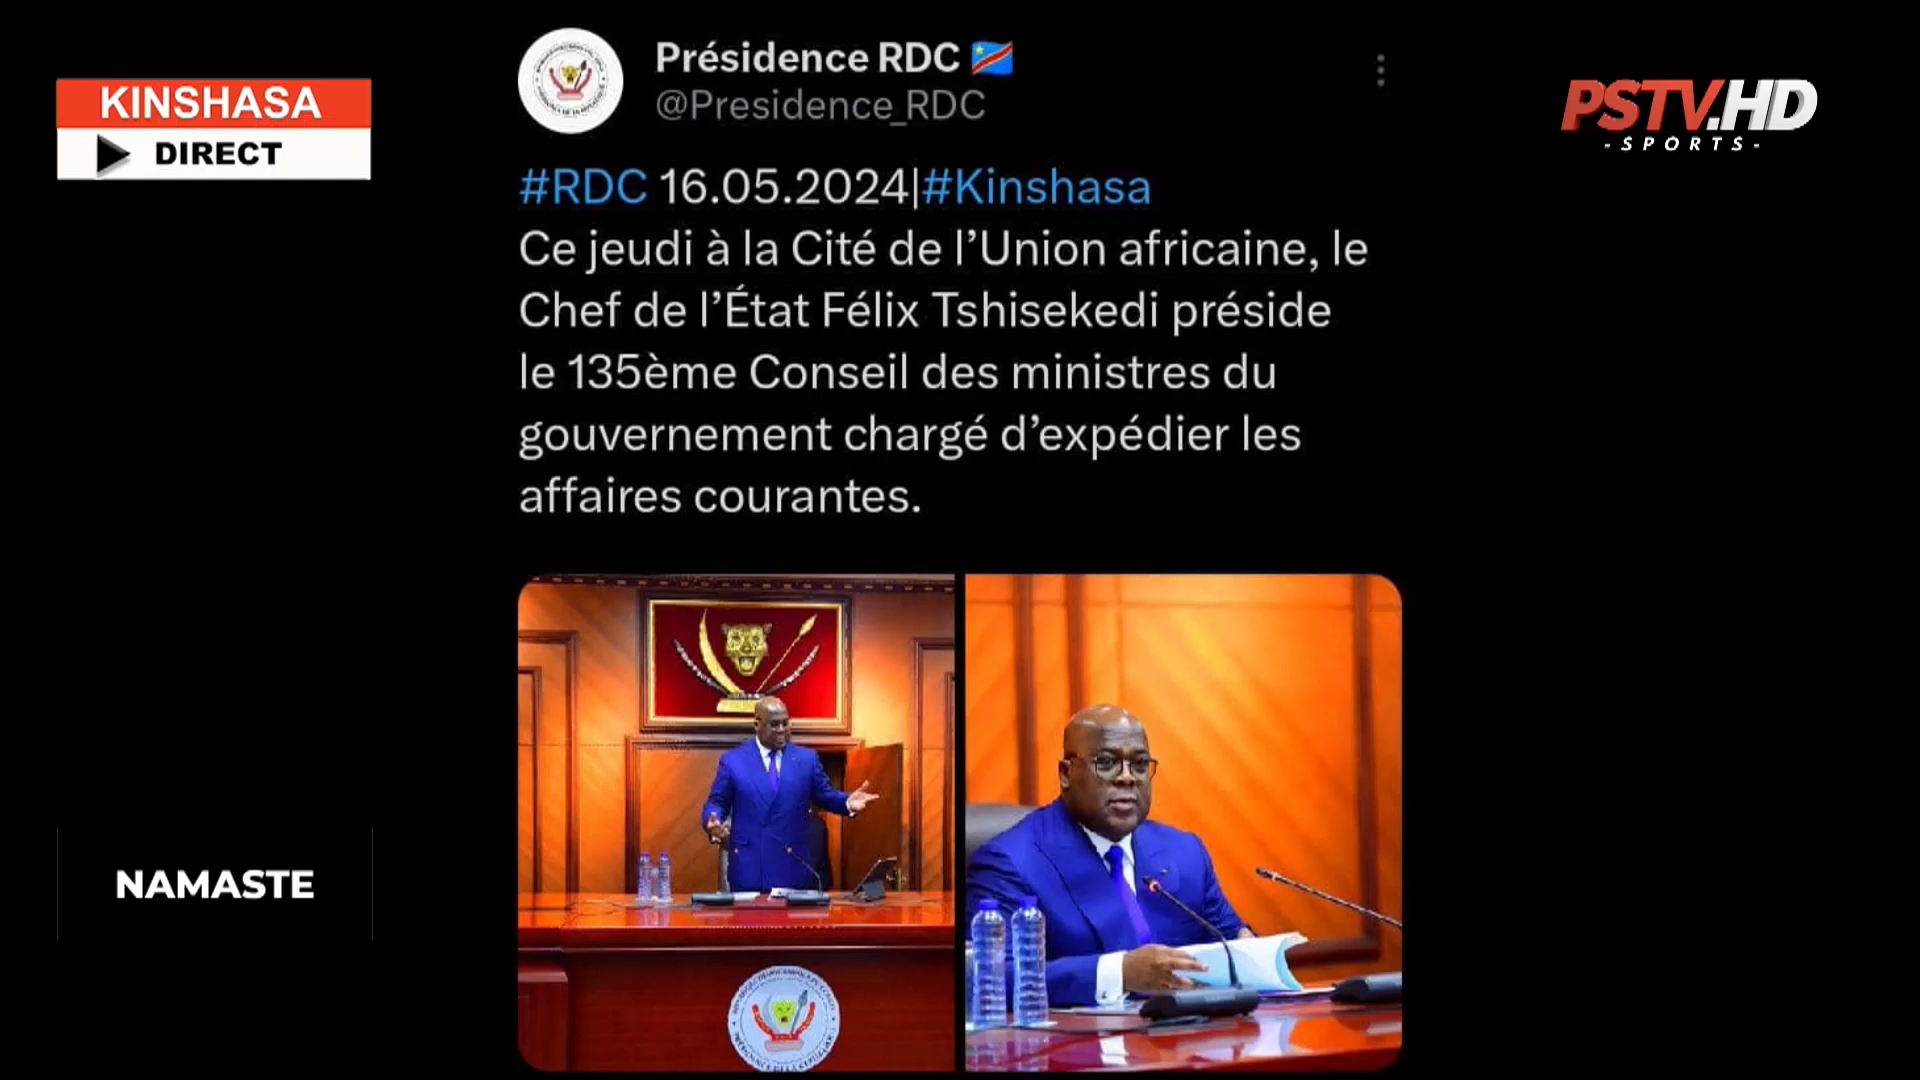 KINSHASA
DIRECT
Présidence RDC
@Presidence_RDC
PSTV.HD
-SPORTS-
#RDC 16.05.2024|#Kinshasa
Ce jeudi à la Cité de l’Union africaine, le
Chef de l’État Félix Tshisekedi préside
le 135ème Conseil des ministres du
gouvernement chargé d’expédier les
affaires courantes.
NAMASTE